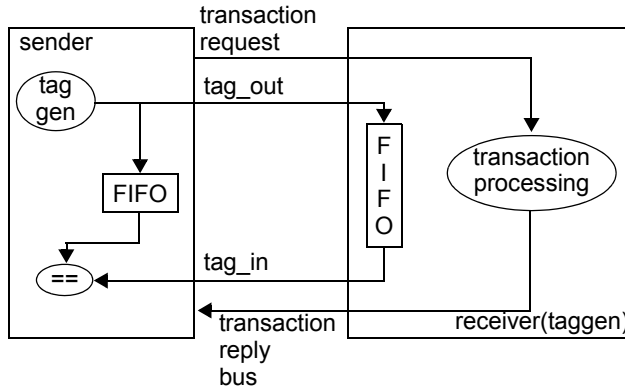 transaction
request
sender
tag
gen
tag_out
F
I
F
O
transaction
processing
FIFO
tag_in
==
transaction
reply
bus
receiver(taggen)